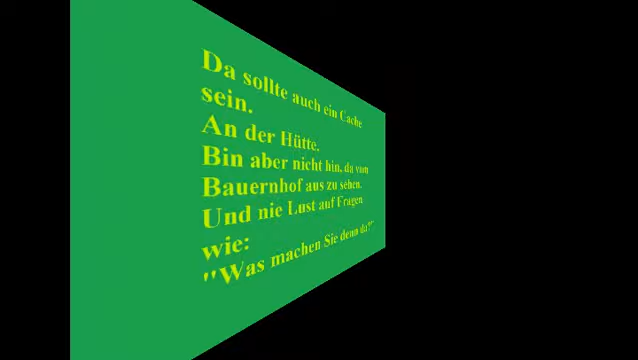 Da sollte auch ein Cache
sein.
An der Hütte.
Bin aber nicht hin, da vom
Bauernhof aus zu sehen.
Und nie Lust auf Fragen
wie:
"Was machen Sie denn da?"